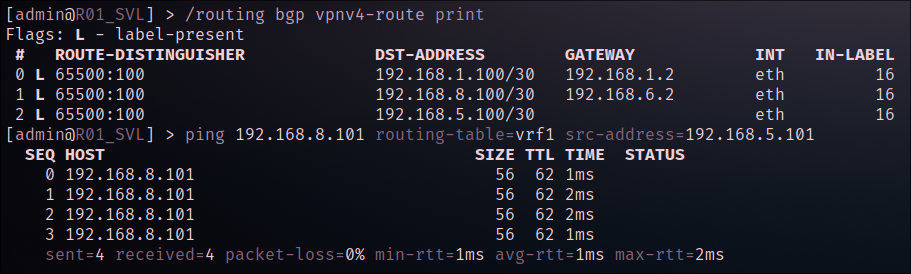 [admin@R01_SVL] > /routing bgp vpnv4-route print
Flags: L - label-present
# ROUTE-DISTINGUISHER DST-ADDRESS GATEWAY INT IN-LABEL
0 L 65500:100 192.168.1.100/30 192.168.1.2 eth 16
1 L 65500:100 192.168.8.100/30 192.168.6.2 eth 16
2 L 65500:100 192.168.5.100/30 eth 16
[admin@R01_SVL] > ping 192.168.8.101 routing-table=vrf1 src-address=192.168.5.101
SEQ HOST SIZE TTL TIME STATUS
0 192.168.8.101 56 62 1ms
1 192.168.8.101 56 62 2ms
2 192.168.8.101 56 62 2ms
3 192.168.8.101 56 62 1ms
sent=4 received=4 packet-loss=0% min-rtt=1ms avg-rtt=1ms max-rtt=2ms